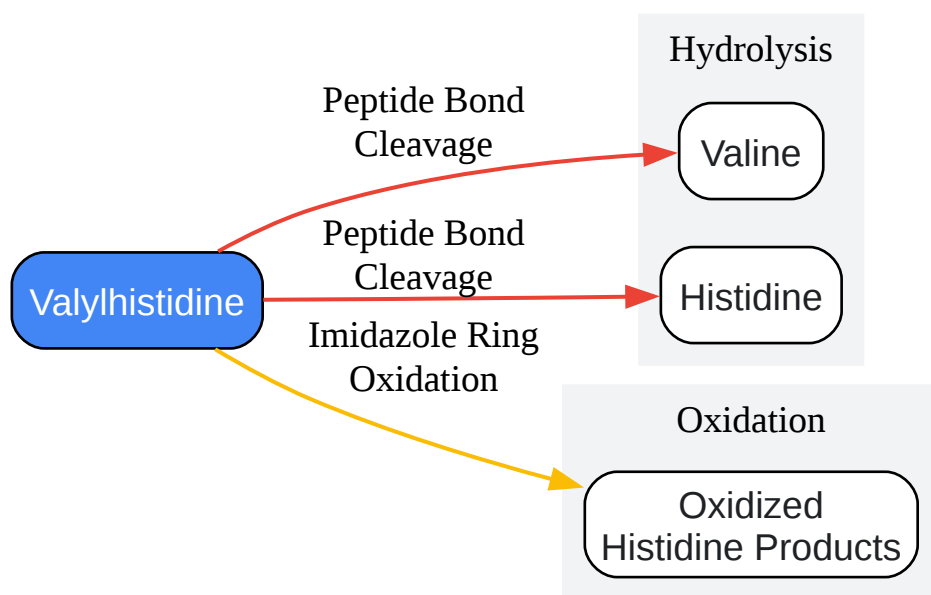 Hydrolysis
Peptide Bond
Cleavage
Valine
Peptide Bond
Cleavage
Valylhistidine
Histidine
Imidazole Ring
Oxidation
Oxidation
Oxidized
Histidine Products